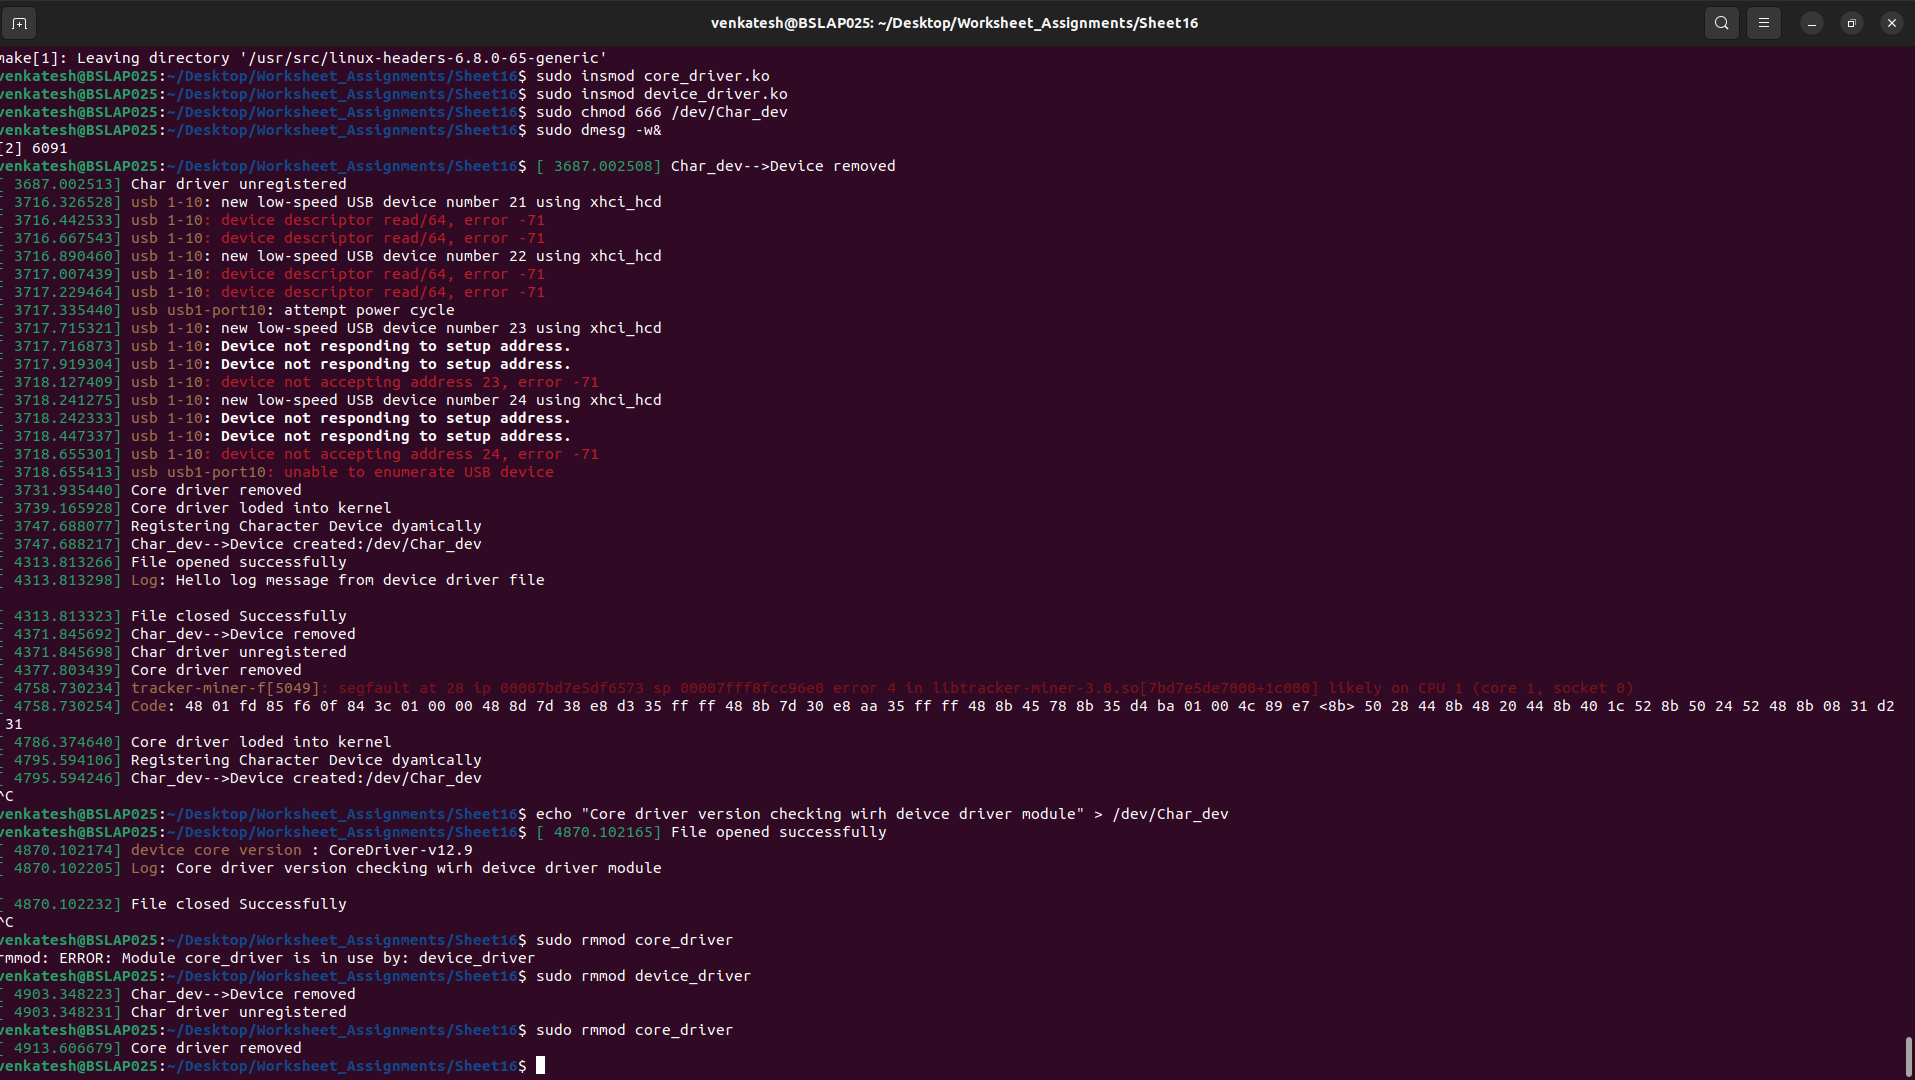 venkatesh@BSLAP025: ~/Desktop/Worksheet_Assignments/Sheet16
make[1]: Leaving directory '/usr/src/linux-headers-6.8.0-65-generic'
venkatesh@BSLAP025:~/Desktop/Worksheet_Assignments/Sheet16$ sudo insmod core_driver.ko
venkatesh@BSLAP025:~/Desktop/Worksheet_Assignments/Sheet16$ sudo insmod device_driver.ko
venkatesh@BSLAP025:~/Desktop/Worksheet_Assignments/Sheet16$ sudo chmod 666 /dev/Char_dev
venkatesh@BSLAP025:~/Desktop/Worksheet_Assignments/Sheet16$ sudo dmesg -w&
[2] 6091
venkatesh@BSLAP025:~/Desktop/Worksheet_Assignments/Sheet16$ [ 3687.002508] Char_dev-->Device removed
[ 3687.002513] Char driver unregistered
[ 3716.326528] usb 1-10: new low-speed USB device number 21 using xhci_hcd
[ 3716.442533] usb 1-10: device descriptor read/64, error -71
[ 3716.667543] usb 1-10: device descriptor read/64, error -71
[ 3716.890460] usb 1-10: new low-speed USB device number 22 using xhci_hcd
[ 3717.007439] usb 1-10: device descriptor read/64, error -71
[ 3717.229464] usb 1-10: device descriptor read/64, error -71
[ 3717.335440] usb usb1-port10: attempt power cycle
[ 3717.715321] usb 1-10: new low-speed USB device number 23 using xhci_hcd
[ 3717.716873] usb 1-10: Device not responding to setup address.
[ 3717.919304] usb 1-10: Device not responding to setup address.
[ 3718.127409] usb 1-10: device not accepting address 23, error -71
[ 3718.241275] usb 1-10: new low-speed USB device number 24 using xhci_hcd
[ 3718.242333] usb 1-10: Device not responding to setup address.
[ 3718.447337] usb 1-10: Device not responding to setup address.
[ 3718.655301] usb 1-10: device not accepting address 24, error -71
[ 3718.655413] usb usb1-port10: unable to enumerate USB device
[ 3731.935440] Core driver removed
[ 3739.165928] Core driver loded into kernel
[ 3747.688077] Registering Character Device dyamically
[ 3747.688217] Char_dev-->Device created:/dev/Char_dev
[ 4313.813266] File opened successfully
[ 4313.813298] Log: Hello log message from device driver file
[ 4313.813323] File closed Successfully
[ 4371.845692] Char_dev-->Device removed
[ 4371.845698] Char driver unregistered
[ 4377.803439] Core driver removed
[ 4758.730234] tracker-miner-f[5049]: segfault at 28 ip 00007bd7e5df6573 sp 00007fff8fcc96e0 error 4 in libtracker-miner-3.0.so[7bd7e5de7000+1c000] likely on CPU 1 (core 1, socket 0)
[ 4758.730254] Code: 48 01 fd 85 f6 0f 84 3c 01 00 00 48 8d 7d 38 e8 d3 35 ff ff 48 8b 7d 30 e8 aa 35 ff ff 48 8b 45 78 8b 35 d4 ba 01 00 4c 89 e7 <8b> 50 28 44 8b 48 20 44 8b 40 1c 52 8b 50 24 52 48 8b 08 31 d2
31
[ 4786.374640] Core driver loded into kernel
[ 4795.594106] Registering Character Device dyamically
[ 4795.594246] Char_dev-->Device created:/dev/Char_dev
^C
venkatesh@BSLAP025:~/Desktop/Worksheet_Assignments/Sheet16$ echo "Core driver version checking wirh deivce driver module" > /dev/Char_dev
venkatesh@BSLAP025:~/Desktop/Worksheet_Assignments/Sheet16$ [ 4870.102165] File opened successfully
[ 4870.102174] device core version : CoreDriver-v12.9
[ 4870.102205] Log: Core driver version checking wirh deivce driver module
[ 4870.102232] File closed Successfully
^C
venkatesh@BSLAP025:~/Desktop/Worksheet_Assignments/Sheet16$ sudo rmmod core_driver
rmmod: ERROR: Module core_driver is in use by: device_driver
venkatesh@BSLAP025:~/Desktop/Worksheet_Assignments/Sheet16$ sudo rmmod device_driver
[ 4903.348223] Char_dev-->Device removed
[ 4903.348231] Char driver unregistered
venkatesh@BSLAP025:~/Desktop/Worksheet_Assignments/Sheet16$ sudo rmmod core_driver
[ 4913.606679] Core driver removed
venkatesh@BSLAP025:~/Desktop/Worksheet_Assignments/Sheet16$